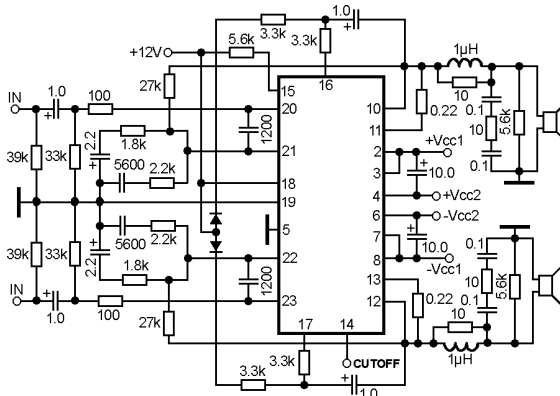 3.3k
1.0
+
3.3k
+12V
5.6k
1µH
27k
15
16
10
0.1
5.6k
IN
1.0
+
100
20
10
0.22
10
11
2.2
+
1.8k
1200
39k
33k
21
2
+Vcc1
0.1
5600
2.2k
3
+
10.0
18
4
+Vcc2
19
6
-Vcc2
5
+
10.0
7
39k
33k
+
2.2
5600
2.2k
22
8
-Vcc1
0.1
1.8k
1200
13
10
5.6k
IN
+
1.0
100
23
0.22
0.1
12
27k
17
14
10
3.3k
CUTOFF
1µH
3.3k
+
1.0